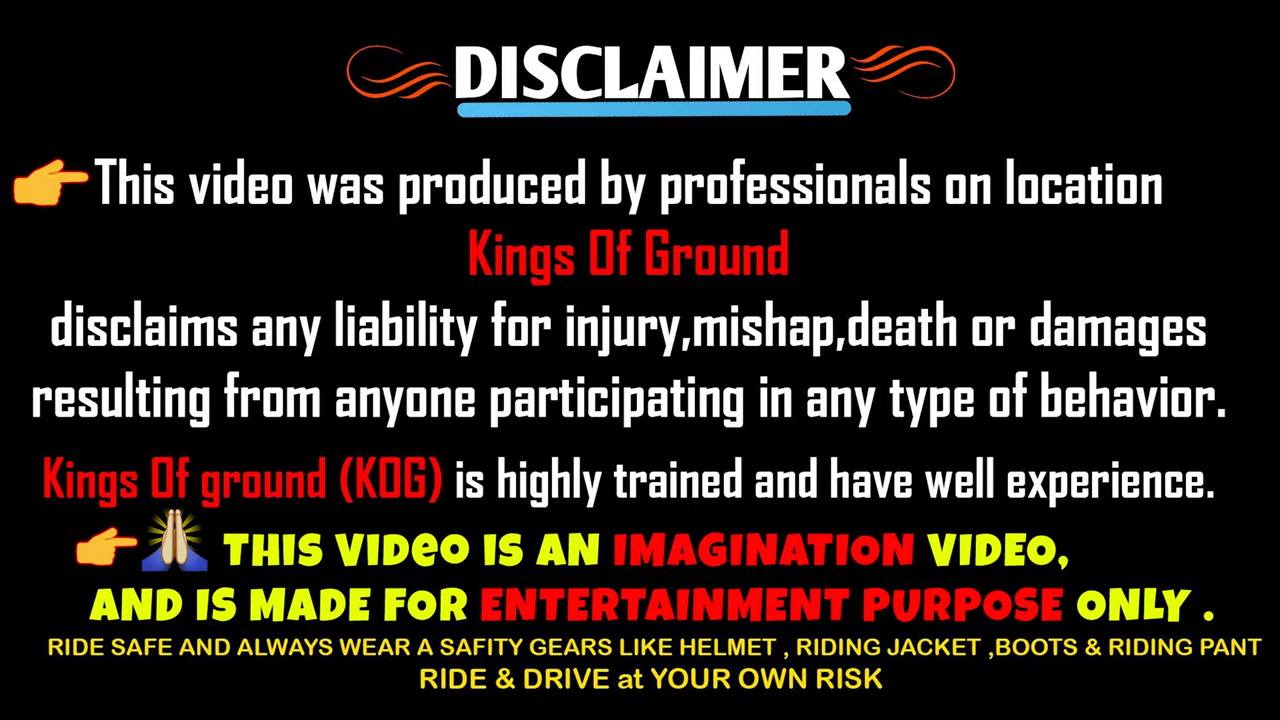 DISCLAIMER
This video was produced by professionals on location
Kings Of Ground
disclaims any liability for injury,mishap,death or damages
resulting from anyone participating in any type of behavior.
Kings Of ground (KOG) is highly trained and have well experience.
THIS VIDeO IS AN IMAGINATION VIDEO,
AND IS MADE FOR ENTERTAINMENT PURPOSE ONLY .
RIDE SAFE AND ALWAYS WEAR A SAFITY GEARS LIKE HELMET , RIDING JACKET ,BOOTS & RIDING PANT
RIDE & DRIVE at YOUR OWN RISK